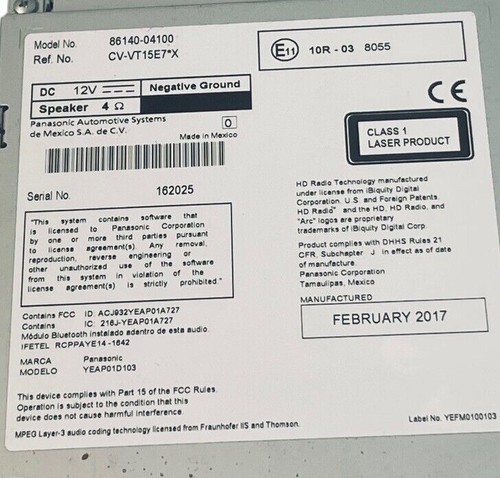 Model No. 86140-04100
Ref. No. CV-VT15E7*X
E11 10R - 03 8055
DC 12V Negative Ground
Speaker 4 Ω
CE
Panasonic Automotive Systems
de Mexico S.A. de C.V.
0
Made in Mexico
CLASS 1
LASER PRODUCT
Serial No. 162025
"This system contains software that
is licensed to Panasonic Corporation
by one or more third parties pursuant
to license agreement(s). Any removal,
reproduction, reverse engineering or
other unauthorized use of the software
from this system in violation of the
license agreement(s) is strictly prohibited."
HD Radio Technology manufactured
under license from iBiquity Digital
Corporation. U.S. and Foreign Patents.
HD Radio™ and the HD, HD Radio, and
"Arc" logos are proprietary
trademarks of iBiquity Digital Corp.
Product complies with DHHS Rules 21
CFR, Subchapter J in effect as of date
of manufacture.
Panasonic Corporation
Tamaulipas, Mexico
MANUFACTURED
FEBRUARY 2017
Contains FCC ID: ACJ932YEAP01A727
Contains IC: 216J-YEAP01A727
Módulo Bluetooth instalado adentro de esta audio.
IFETEL RCPPAYE14-1642
MARCA Panasonic
MODELO YEAP01D103
This device complies with Part 15 of the FCC Rules.
Operation is subject to the condition that this
device does not cause harmful interference.
MPEG Layer-3 audio coding technology licensed from Fraunhofer IIS and Thomson.
Label No. YEFM0100103